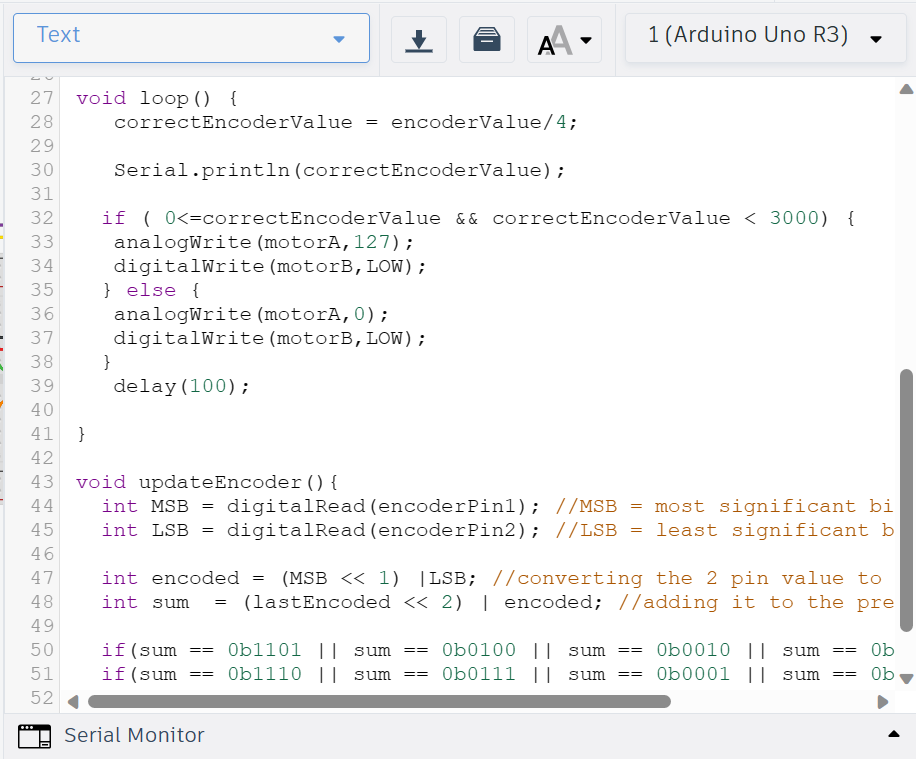 Text
1 (Arduino Uno R3)
27 void loop() {
28 correctEncoderValue = encoderValue/4;
29
30 Serial.println(correctEncoderValue);
31
32 if ( 0<=correctEncoderValue && correctEncoderValue < 3000) {
33 analogWrite(motorA,127);
34 digitalWrite(motorB,LOW);
35 } else {
36 analogWrite(motorA,0);
37 digitalWrite(motorB,LOW);
38 }
39 delay(100);
40
41 }
42
43 void updateEncoder(){
44 int MSB = digitalRead(encoderPin1); //MSB = most significant bi
45 int LSB = digitalRead(encoderPin2); //LSB = least significant b
46
47 int encoded = (MSB << 1) |LSB; //converting the 2 pin value to
48 int sum = (lastEncoded << 2) | encoded; //adding it to the pre
49
50 if(sum == 0b1101 || sum == 0b0100 || sum == 0b0010 || sum == 0b
51 if(sum == 0b1110 || sum == 0b0111 || sum == 0b0001 || sum == 0b
52
Serial Monitor